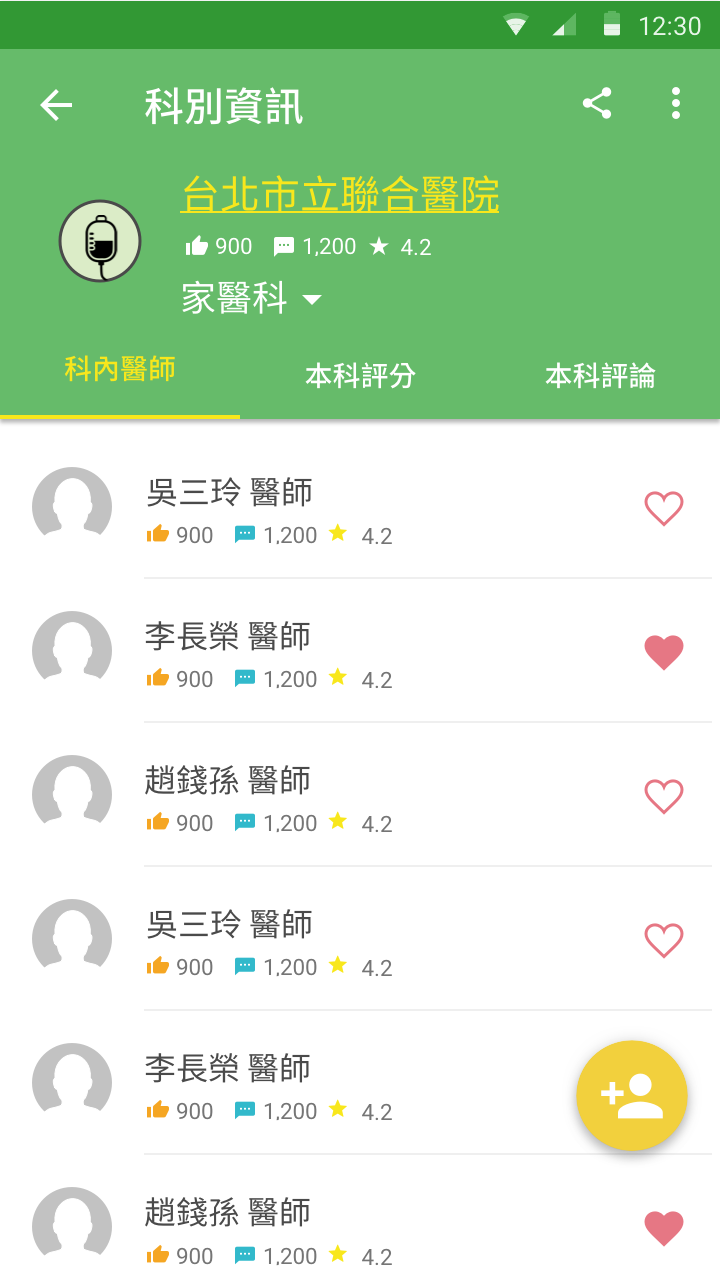 12:30
科別資訊
台北市立聯合醫院
900 1,200 4.2
家醫科
科內醫師 本科評分 本科評論
吳三玲 醫師
900 1,200 4.2
李長榮 醫師
900 1,200 4.2
趙錢孫 醫師
900 1,200 4.2
吳三玲 醫師
900 1,200 4.2
李長榮 醫師
900 1,200 4.2
趙錢孫 醫師
900 1,200 4.2